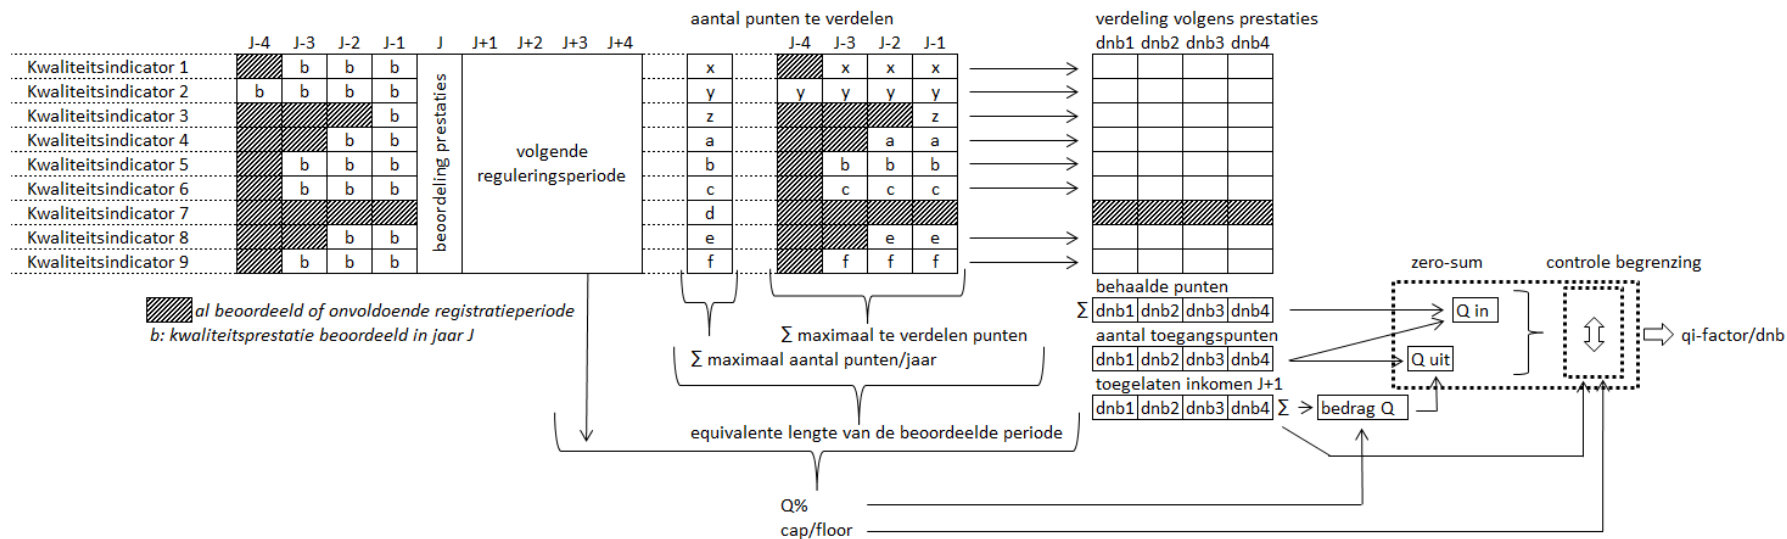 aantal punten te verdelen verdeling volgens prestaties
J-4 J-3 J-2 J-1 J J+1 J+2 J+3 J+4 J-4 J-3 J-2 J-1 dnb1 dnb2 dnb3 dnb4
Kwaliteitsindicator 1 b b b x x x x
Kwaliteitsindicator 2 b b b b y y y y y
Kwaliteitsindicator 3 b z z
Kwaliteitsindicator 4 b b a a a
Kwaliteitsindicator 5 b b b b b b b
Kwaliteitsindicator 6 b b b c c c c
Kwaliteitsindicator 7 d
Kwaliteitsindicator 8 b b e e e
Kwaliteitsindicator 9 b b b f f f f
beoordeling prestaties
volgende
reguleringsperiode
al beoordeeld of onvoldoende registratieperiode
b: kwaliteitsprestatie beoordeeld in jaar J
∑ maximaal te verdelen punten
∑ maximaal aantal punten/jaar
equivalente lengte van de beoordeelde periode
Q%
cap/floor
behaalde punten
∑ dnb1 dnb2 dnb3 dnb4
aantal toegangspunten
dnb1 dnb2 dnb3 dnb4
toegelaten inkomen J+1
dnb1 dnb2 dnb3 dnb4 ∑ bedrag Q
zero-sum controle begrenzing
Q in
Q uit
qi-factor/dnb